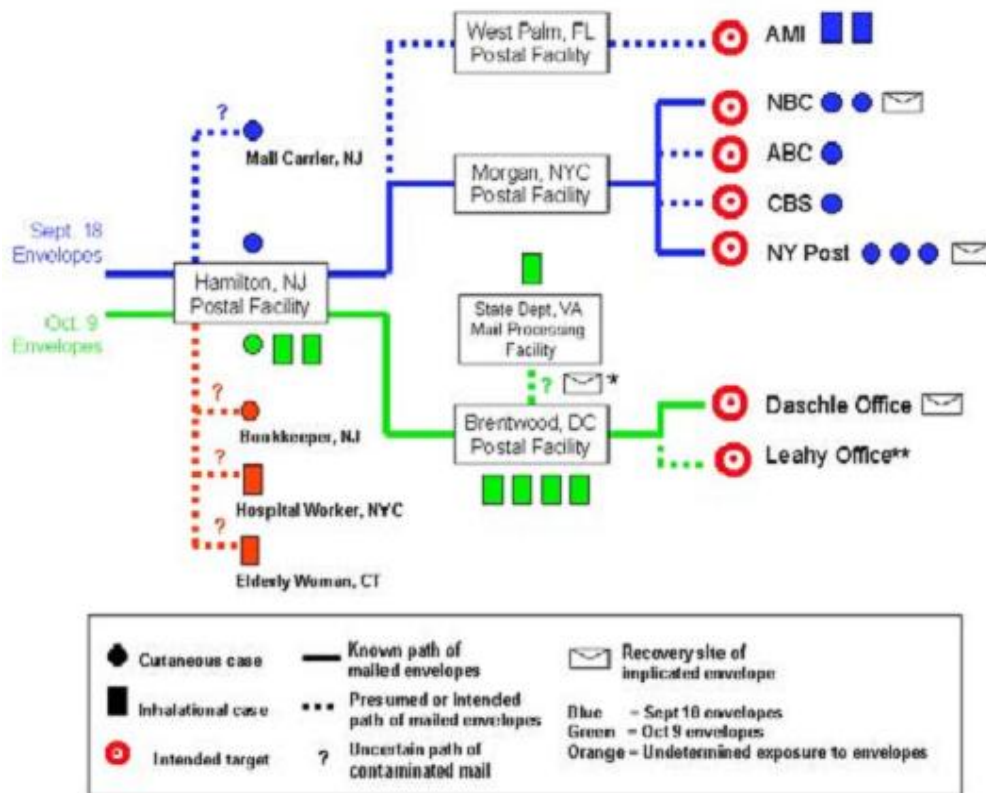 West Palm, FL
Postal Facility
AMI
?
Mail Carrier, NJ
NBC
ABC
Morgan, NYC
Postal Facility
CBS
NY Post
Sept. 18
Envelopes
Hamilton, NJ
Postal Facility
State Dept, VA
Mail Processing
Facility
Oct. 9
Envelopes
? *
?
Bookkeeper, NJ
Brentwood, DC
Postal Facility
Daschle Office
Leahy Office**
?
Hospital Worker, NYC
?
Elderly Woman, CT
Cutaneous case
Inhalational case
Intended target
Known path of
mailed envelopes
Presumed or Intended
path of mailed envelopes
? Uncertain path of
contaminated mail
Recovery site of
implicated envelope
Blue = Sept 18 envelopes
Green = Oct 9 envelopes
Orange = Undetermined exposure to envelopes